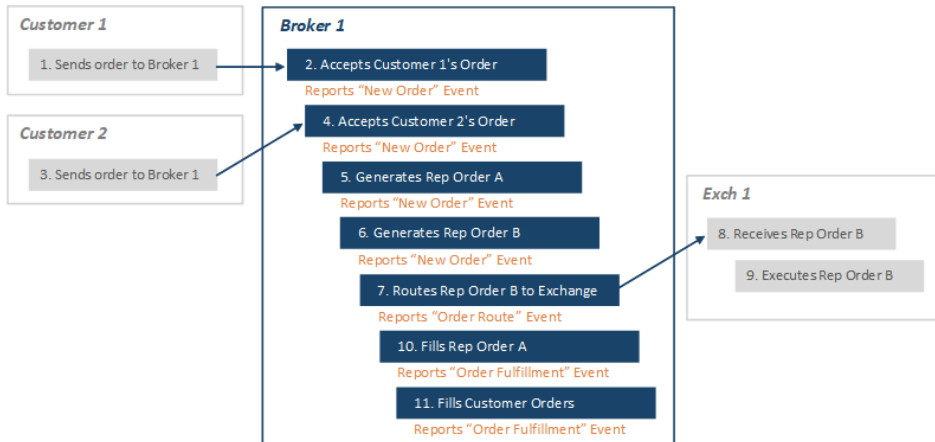 Customer 1
1. Sends order to Broker 1
Customer 2
3. Sends order to Broker 1
Broker 1
2. Accepts Customer 1's Order
Reports “New Order” Event
4. Accepts Customer 2's Order
Reports “New Order” Event
5. Generates Rep Order A
Reports “New Order” Event
6. Generates Rep Order B
Reports “New Order” Event
7. Routes Rep Order B to Exchange
Reports “Order Route” Event
10. Fills Rep Order A
Reports “Order Fulfillment” Event
11. Fills Customer Orders
Reports “Order Fulfillment” Event
Exch 1
8. Receives Rep Order B
9. Executes Rep Order B